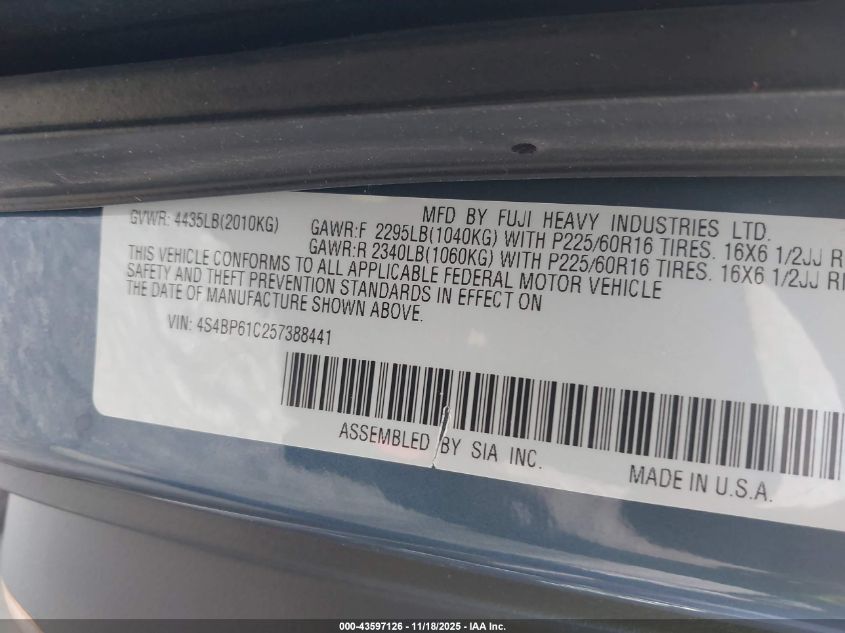 MFD BY FUJI HEAVY INDUSTRIES LTD.
GVWR: 4435LB(2010KG)
GAWR:F 2295LB(1040KG) WITH P225/60R16 TIRES. 16X6 1/2JJ RI
GAWR:R 2340LB(1060KG) WITH P225/60R16 TIRES. 16X6 1/2JJ RI
THIS VEHICLE CONFORMS TO ALL APPLICABLE FEDERAL MOTOR VEHICLE
SAFETY AND THEFT PREVENTION STANDARDS IN EFFECT ON
THE DATE OF MANUFACTURE SHOWN ABOVE.
VIN: 4S4BP61C257388441
ASSEMBLED BY SIA INC.
MADE IN U.S.A.
000-43597126 - 11/18/2025 - IAA Inc.